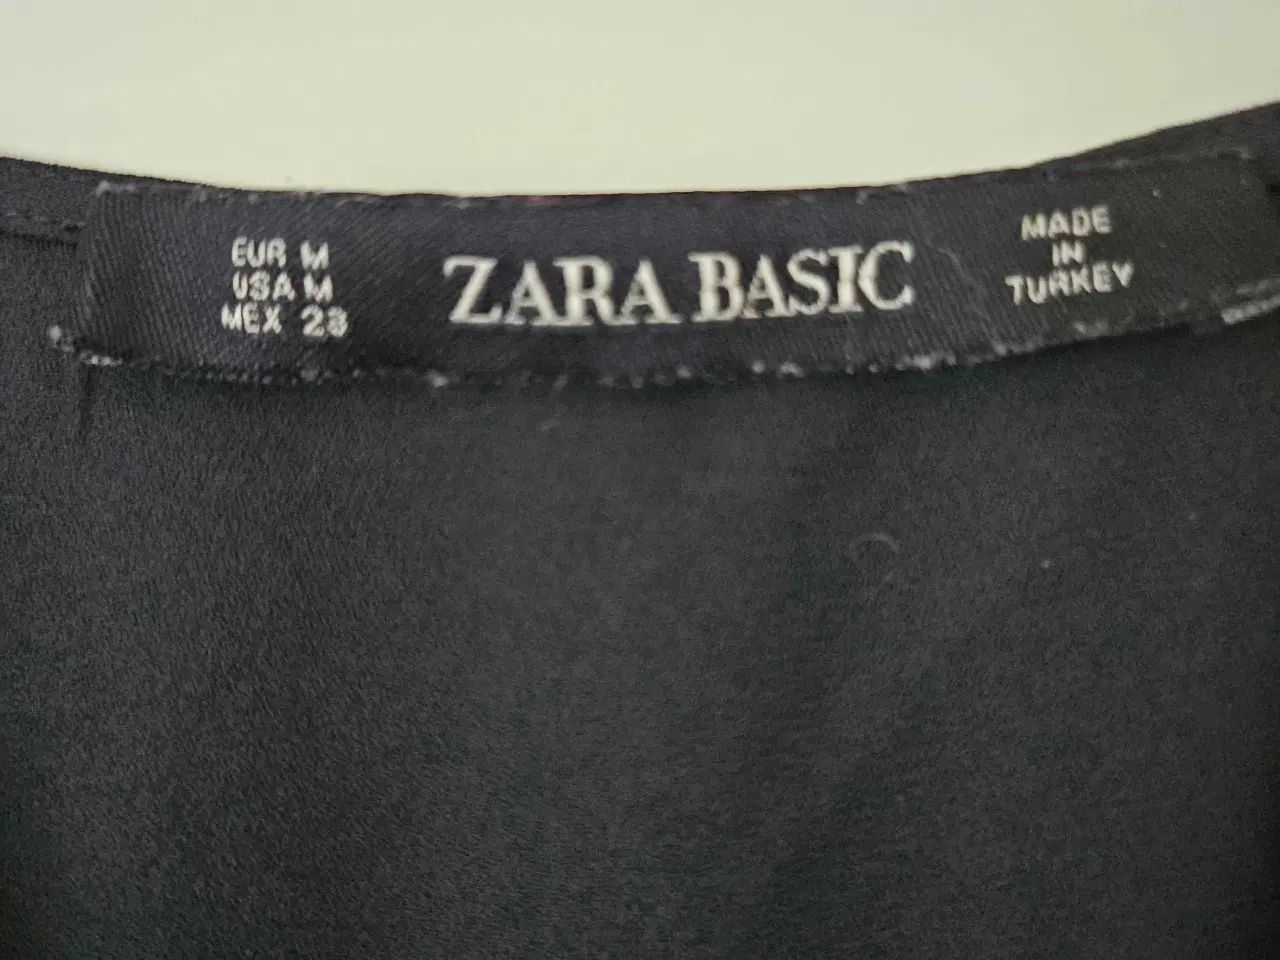 EUR M
USA M
MEX 28
ZARA BASIC
MADE
IN
TURKEY